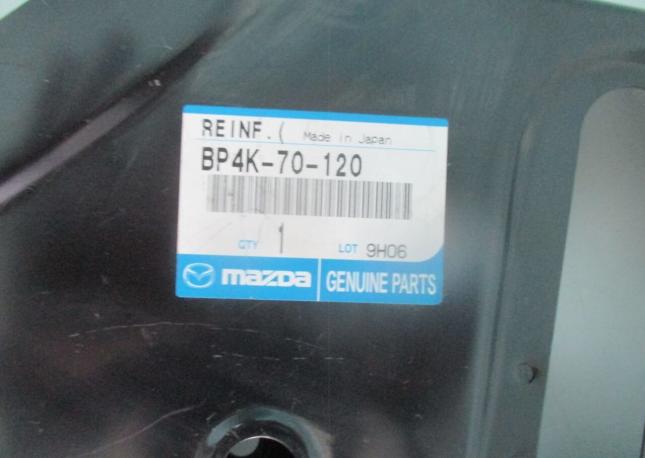 REINF. ( Made in Japan
BP4K-70-120
QTY 1 LOT 9H06
mazda GENUINE PARTS